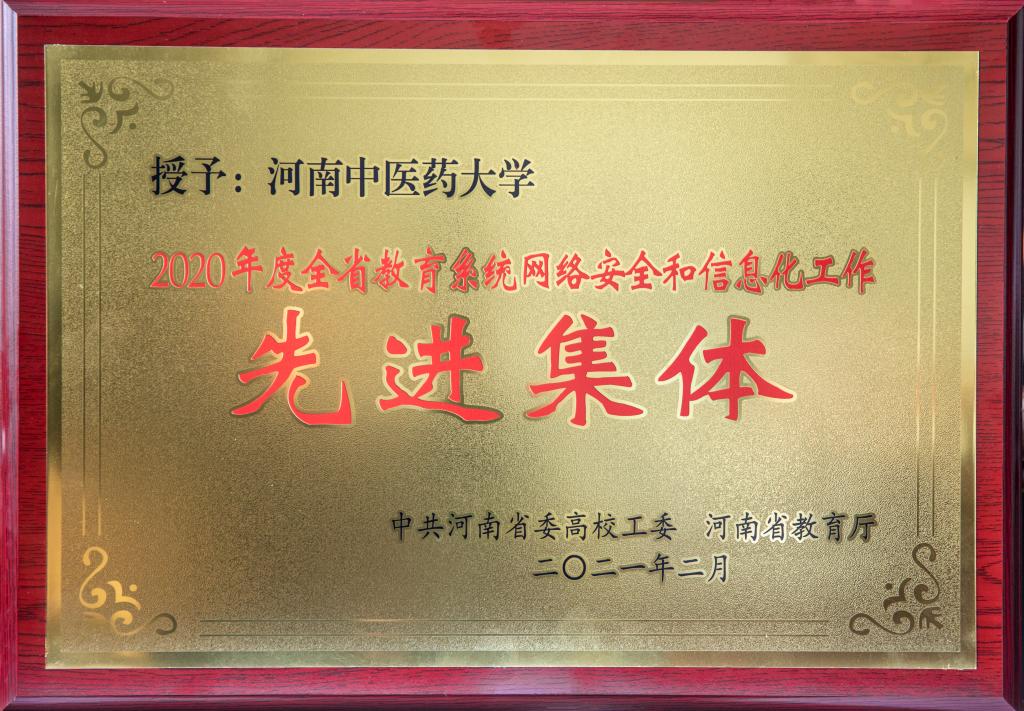 授予：河南中医药大学
2020年度全省教育系统网络安全和信息化工作
先进集体
中共河南省委高校工委 河南省教育厅
二〇二一年二月